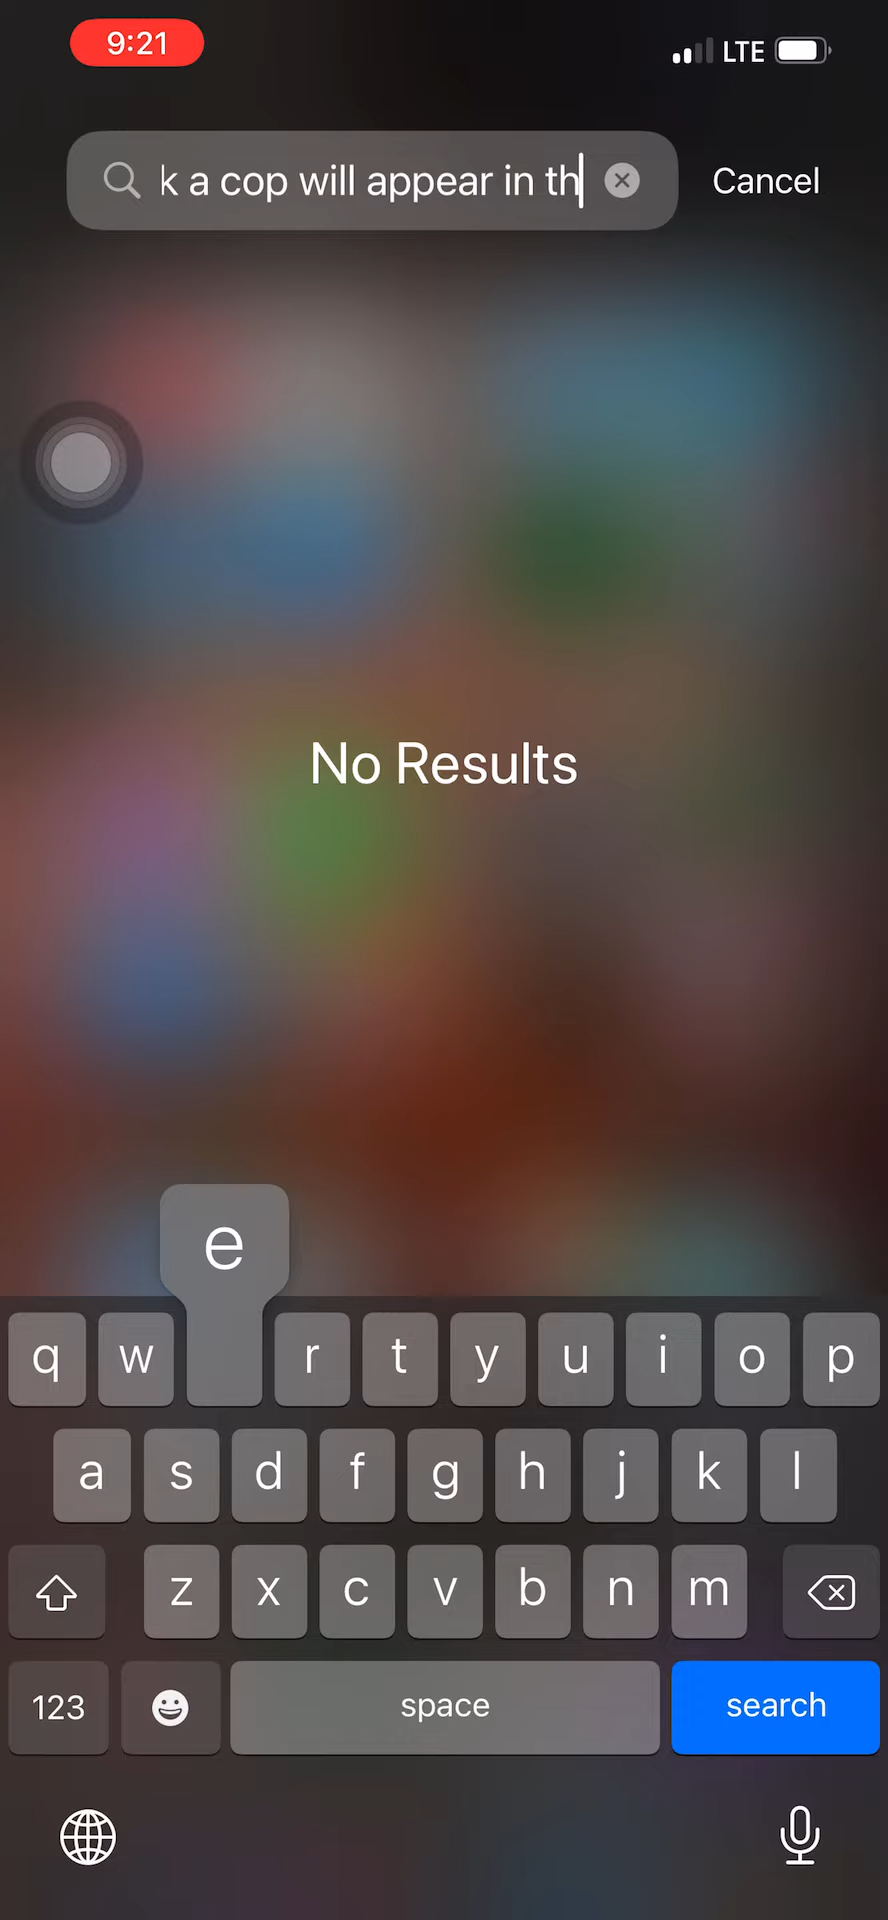 9:21
LTE
k a cop will appear in th
Cancel
No Results
e
q w r t y u i o p
a s d f g h j k l
z x c v b n m
123 space search